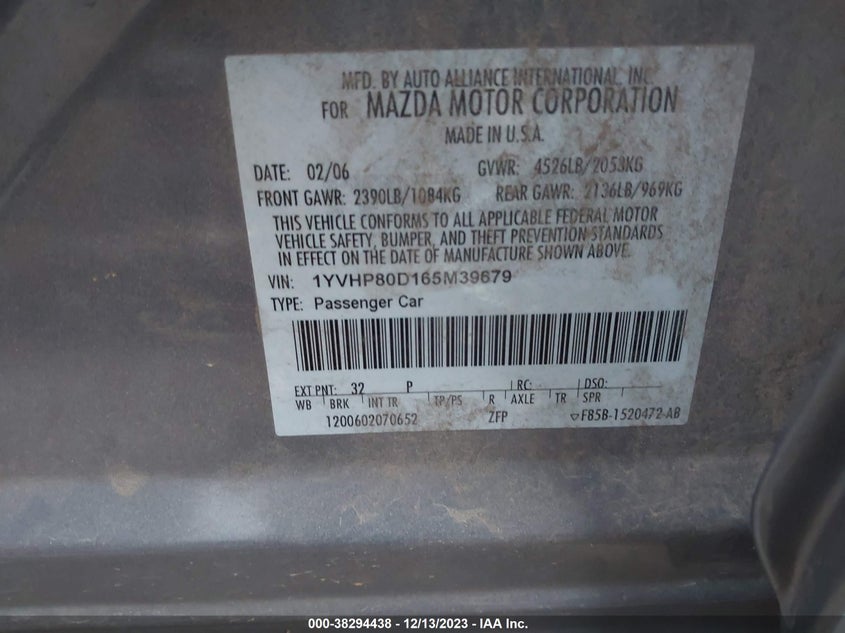 MFD. BY AUTO ALLIANCE INTERNATIONAL, INC.
FOR MAZDA MOTOR CORPORATION
MADE IN U.S.A.
DATE: 02/06 GVWR: 4526LB/2053KG
FRONT GAWR: 2390LB/1084KG REAR GAWR: 2136LB/969KG
THIS VEHICLE CONFORMS TO ALL APPLICABLE FEDERAL MOTOR
VEHICLE SAFETY, BUMPER, AND THEFT PREVENTION STANDARDS
IN EFFECT ON THE DATE OF MANUFACTURE SHOWN ABOVE.
VIN: 1YVHP80D165M39679
TYPE: Passenger Car
EXT PNT: 32 P RC: DSO:
WB BRK INT TR TP/PS R AXLE TR SPR
1200602070652 ZFP F85B-1520472-AB
000-38294438 - 12/13/2023 - IAA Inc.